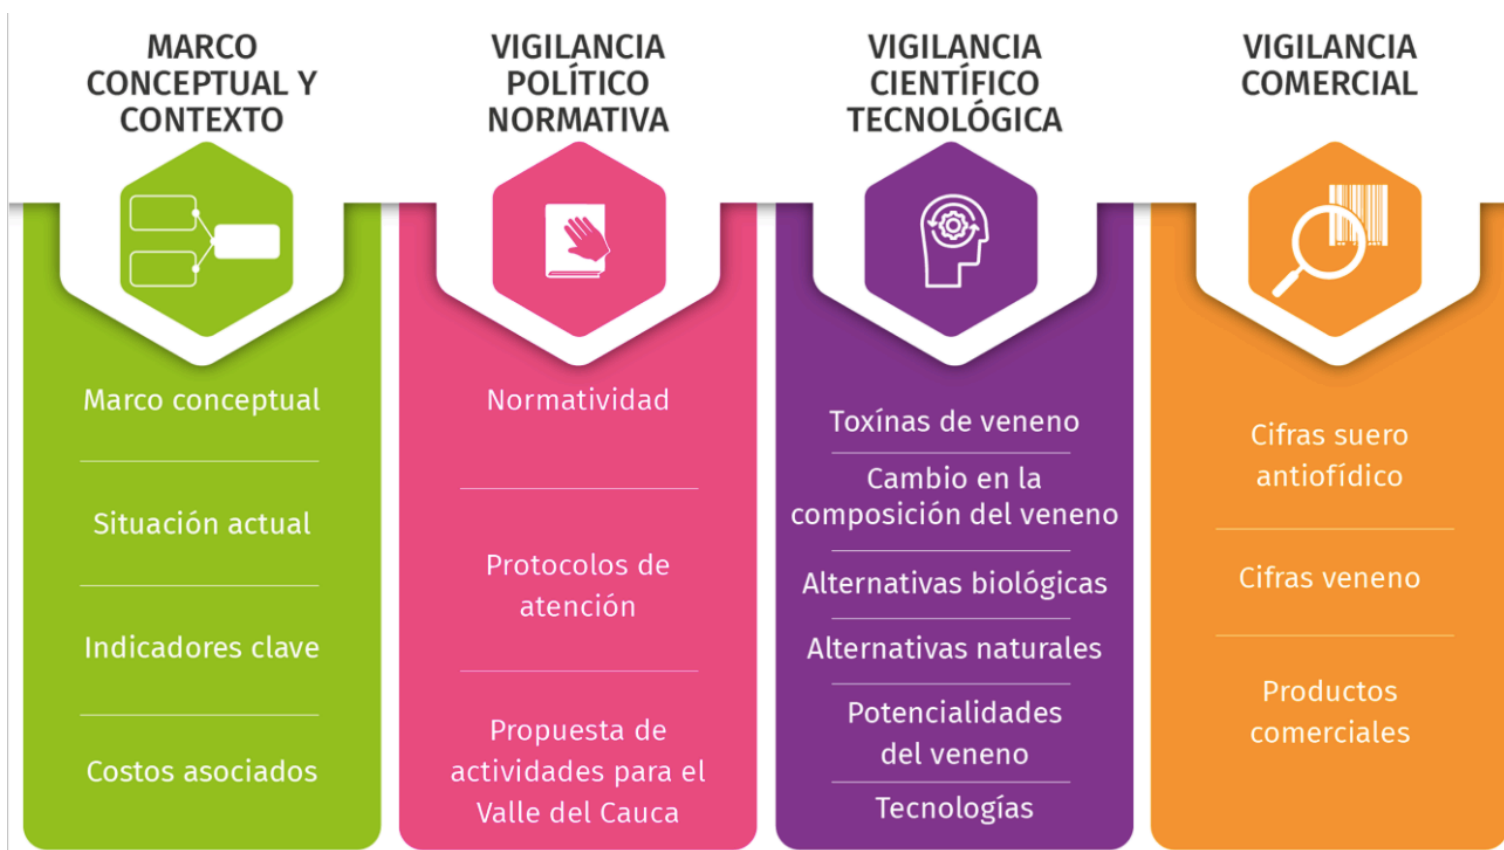 MARCO
CONCEPTUAL Y
CONTEXTO
Marco conceptual
Situación actual
Indicadores clave
Costos asociados
VIGILANCIA
POLÍTICO
NORMATIVA
Normatividad
Protocolos de
atención
Propuesta de
actividades para el
Valle del Cauca
VIGILANCIA
CIENTÍFICO
TECNOLÓGICA
Toxínas de veneno
Cambio en la
composición del veneno
Alternativas biológicas
Alternativas naturales
Potencialidades
del veneno
Tecnologías
VIGILANCIA
COMERCIAL
Cifras suero
antiofídico
Cifras veneno
Productos
comerciales